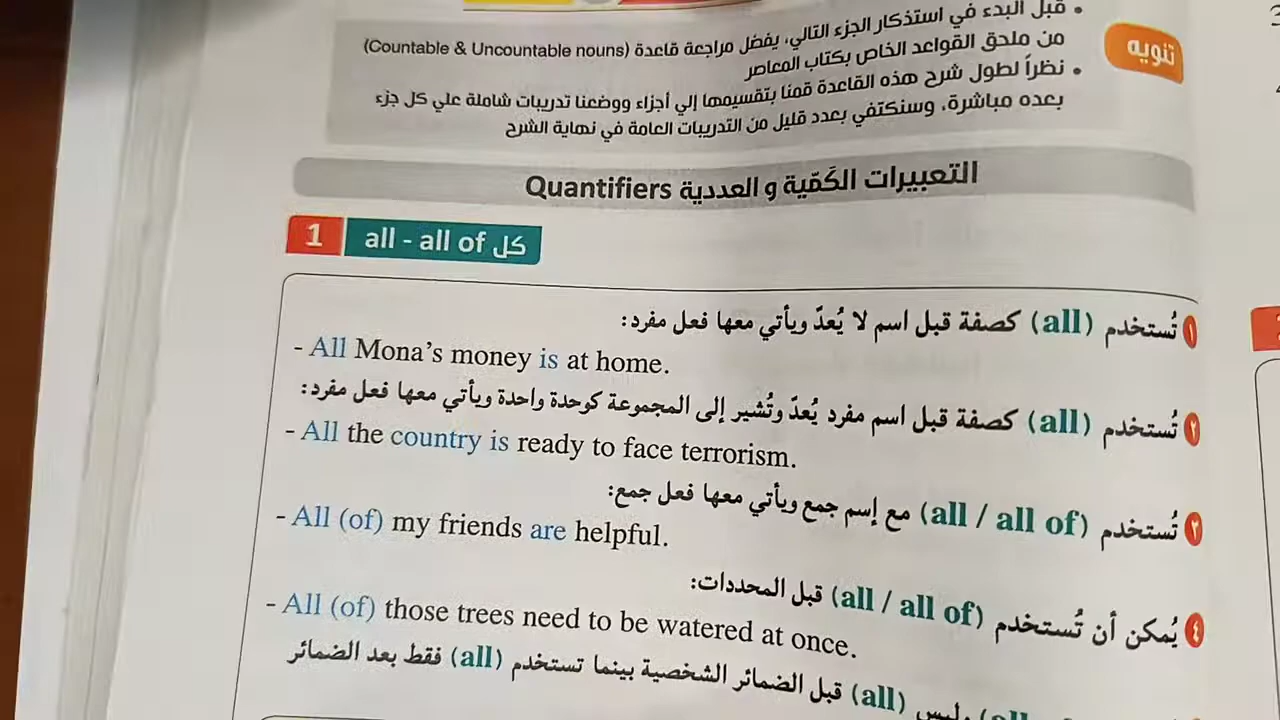 تنويه
• قبل البدء في استذكار الجزء التالي، يفضل مراجعة قاعدة (Countable & Uncountable nouns)
من ملحق القواعد الخاص بكتاب المعاصر
• نظراً لطول شرح هذه القاعدة قمنا بتقسيمها إلي أجزاء ووضعنا تدريبات شاملة علي كل جزء
بعده مباشرة، وسنكتفي بعدد قليل من التدريبات العامة في نهاية الشرح
التعبيرات الكَمّية و العددية Quantifiers
1 all - all of كل
١ تُستخدم (all) كصفة قبل اسم لا يُعدّ ويأتي معها فعل مفرد:
- All Mona's money is at home.
٢ تُستخدم (all) كصفة قبل اسم مفرد يُعدّ وتُشير إلى المجموعة كوحدة واحدة ويأتي معها فعل مفرد:
- All the country is ready to face terrorism.
٣ تُستخدم (all / all of) مع إسم جمع ويأتي معها فعل جمع:
- All (of) my friends are helpful.
٤ يُمكن أن تُستخدم (all / all of) قبل المحددات:
- All (of) those trees need to be watered at once.
وليس (all) قبل الضمائر الشخصية بينما تستخدم (all) فقط بعد الضمائر